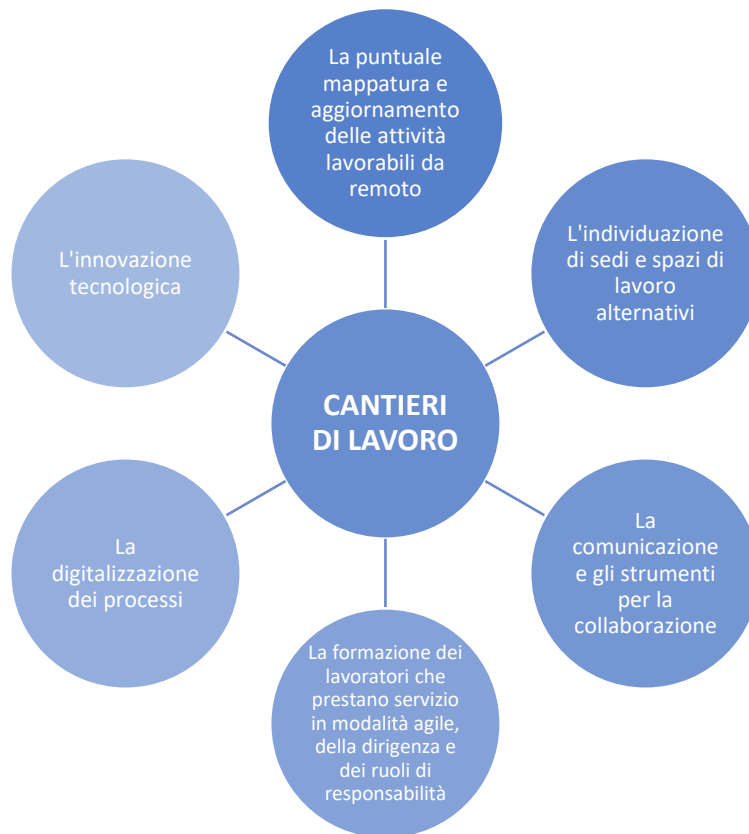 La puntuale
mappatura e
aggiornamento
delle attività
lavorabili da
remoto
L'individuazione
di sedi e spazi di
lavoro
alternativi
La
comunicazione
e gli strumenti
per la
collaborazione
La formazione dei
lavoratori che
prestano servizio
in modalità agile,
della dirigenza e
dei ruoli di
responsabilità
La
digitalizzazione
dei processi
L'innovazione
tecnologica
CANTIERI
DI LAVORO